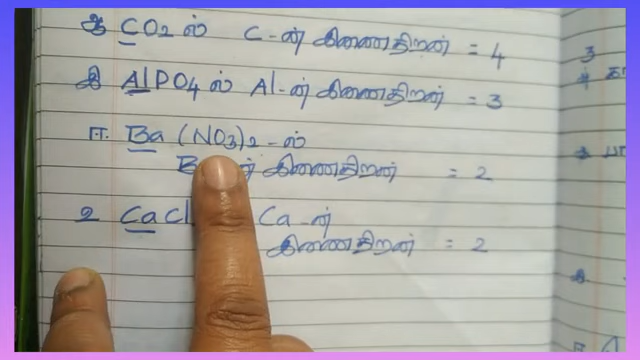 ஆ CO2 ல் C-ன் இணைதிறன் = 4
இ AlPO4 ல் Al-ன் இணைதிறன் = 3
ஈ. Ba (NO3)2 -ல்
ன் இணைதிறன் = 2
உ CaCl Ca-ன்
இணைதிறன் = 2
3